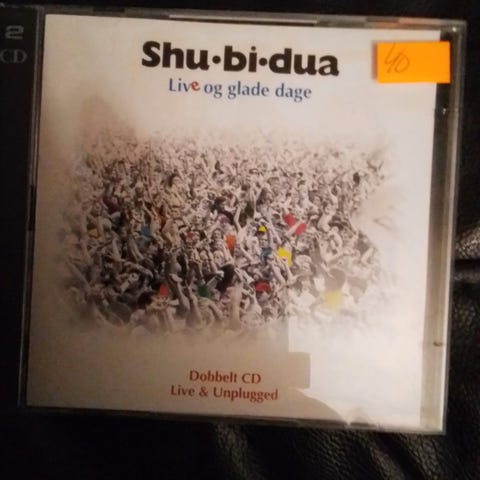 2
CD
Shu•bi•dua
40
Live og glade dage
Dobbelt CD
Live & Unplugged